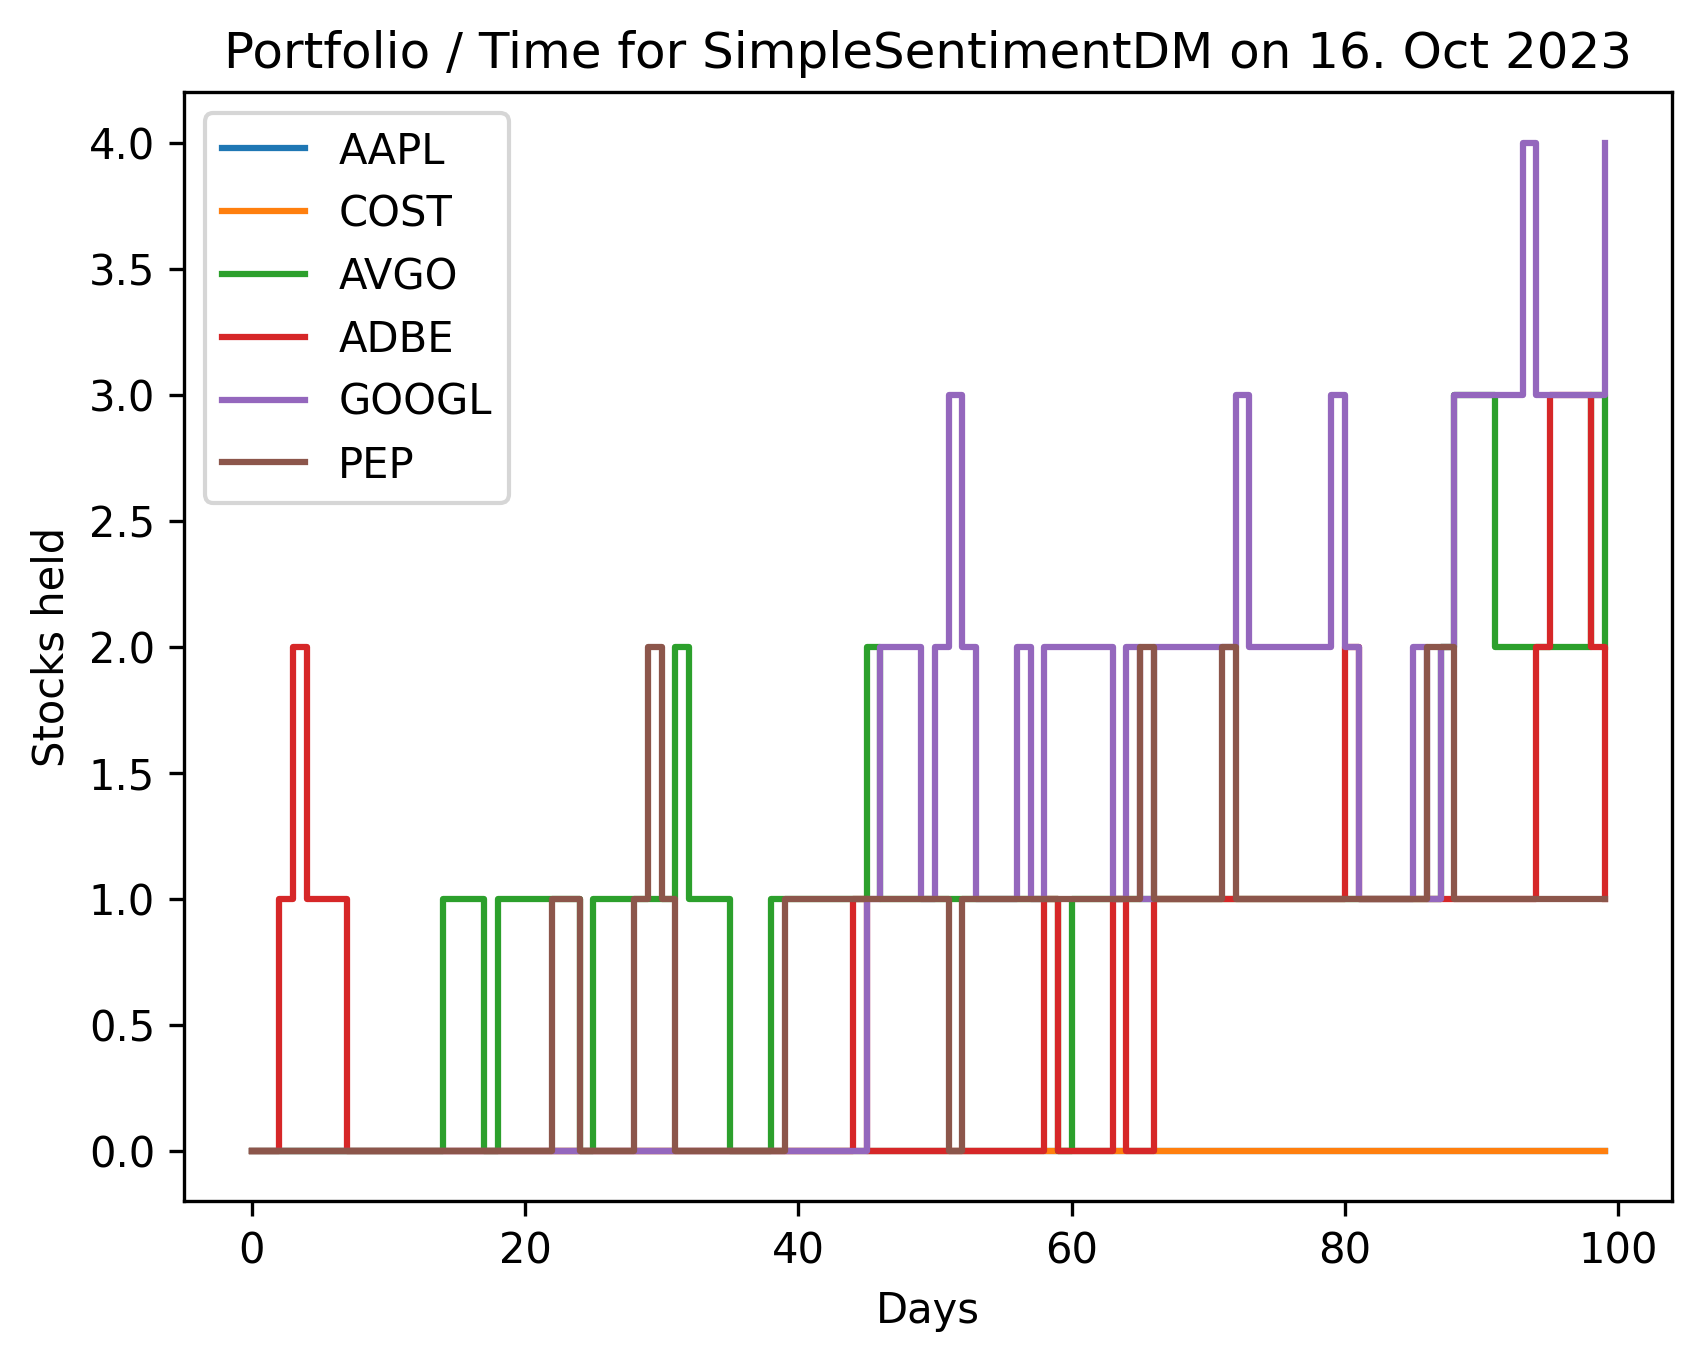 Portfolio / Time for SimpleSentimentDM on 16. Oct 2023
AAPL
COST
AVGO
ADBE
GOOGL
PEP
4.0
3.5
3.0
2.5
2.0
1.5
1.0
0.5
0.0
Stocks held
0 20 40 60 80 100
Days